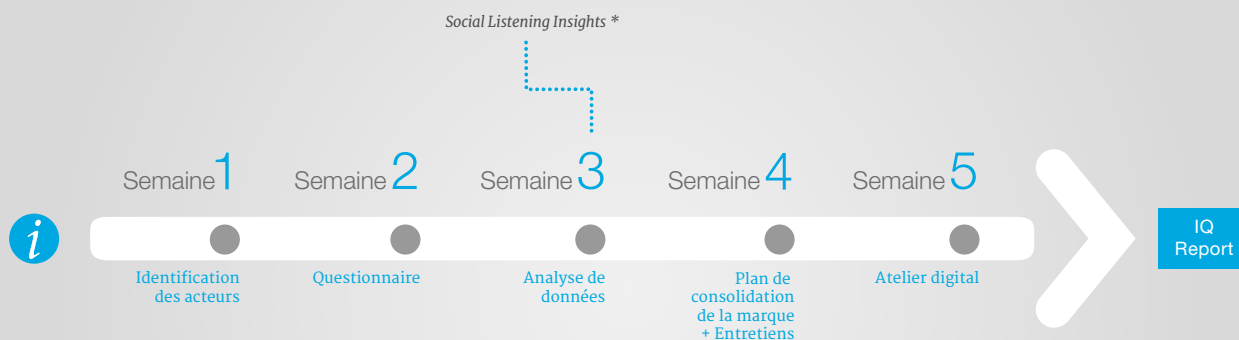 Social Listening Insights *
Semaine 1
Semaine 2
Semaine 3
Semaine 4
Semaine 5
i
IQ
Report
Identification
des acteurs
Questionnaire
Analyse de
données
Plan de
consolidation
de la marque
+ Entretiens
Atelier digital